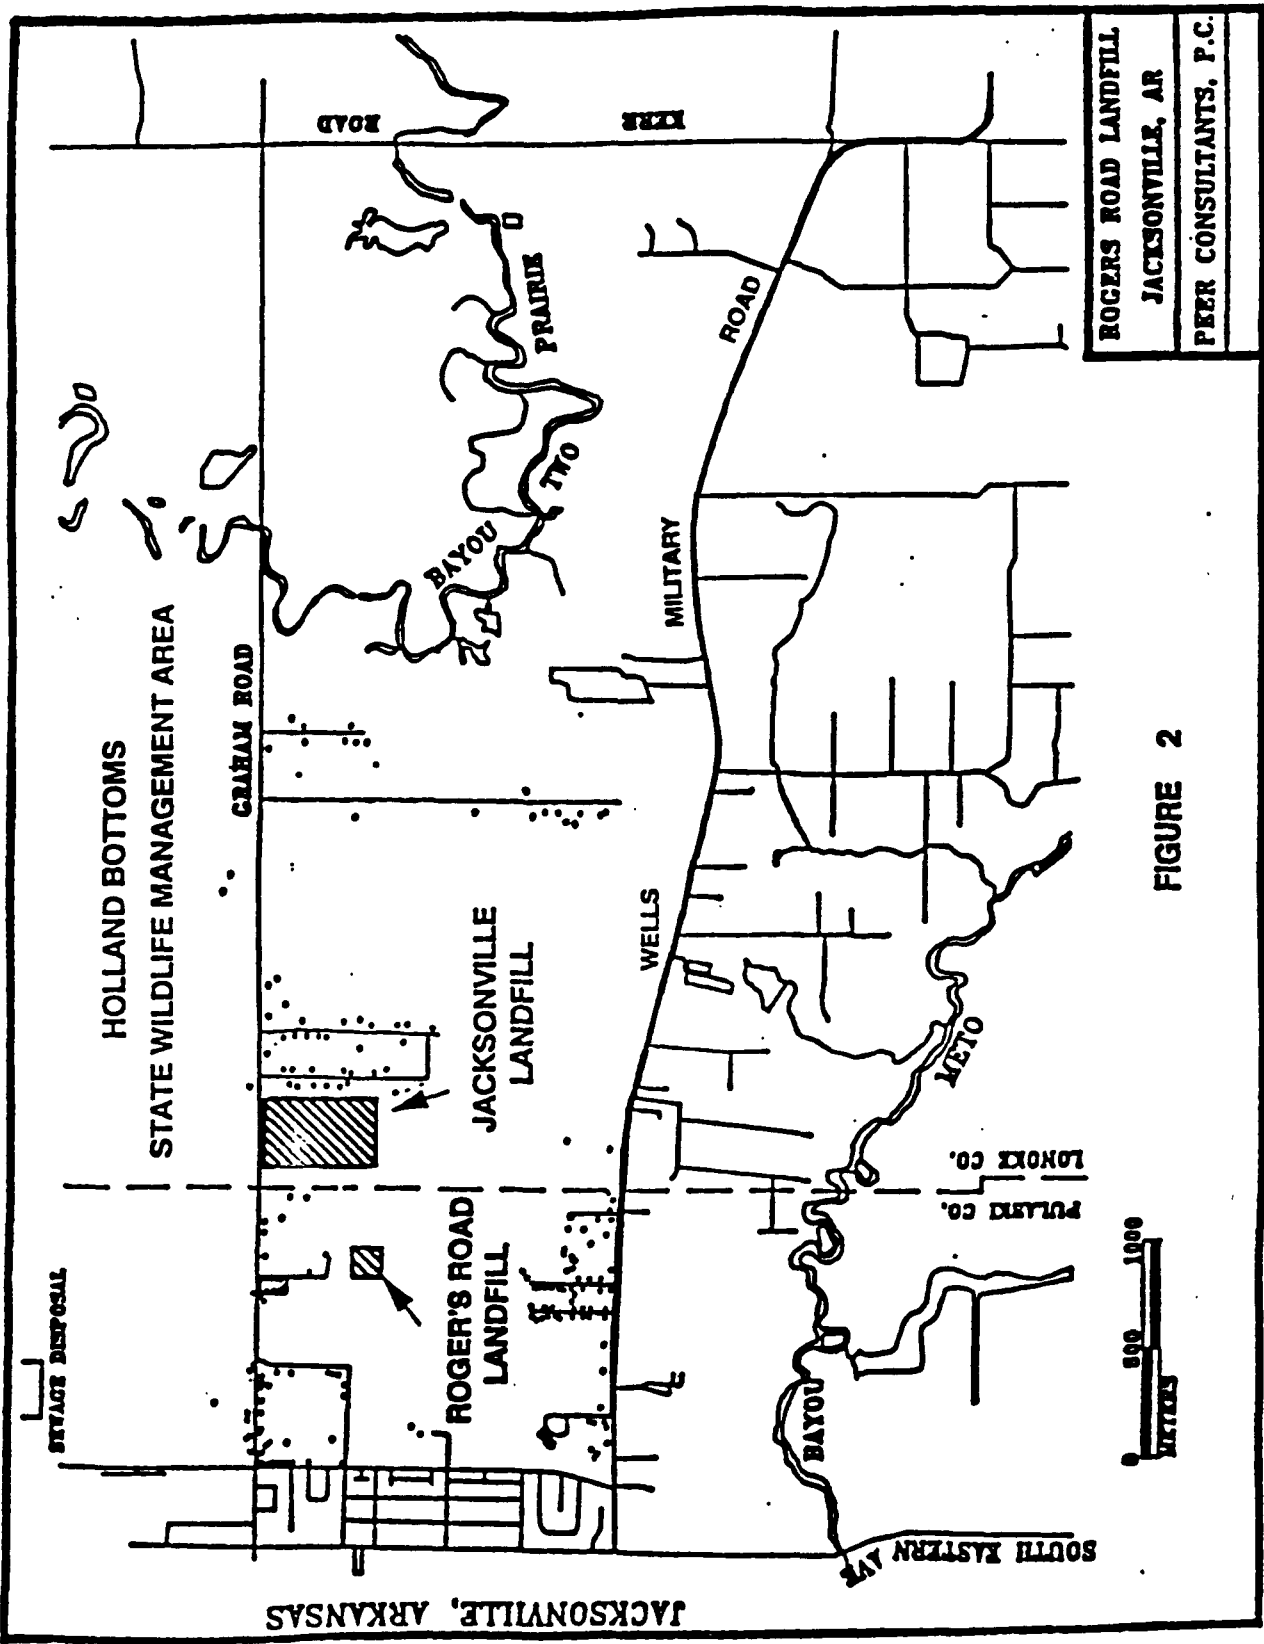 SEWAGE DISPOSAL
HOLLAND BOTTOMS
STATE WILDLIFE MANAGEMENT AREA
GRAHAM ROAD
KERR
ROAD
JACKSONVILLE, ARKANSAS
ROGER'S ROAD
LANDFILL
JACKSONVILLE
LANDFILL
BAYOU
TWO
PRAIRIE
WELLS
MILITARY
ROAD
BAYOU
METO
SOUTH EASTERN
AVE
PULASKI CO.
LONOKE CO.
0 500 1000
METERS
FIGURE 2
ROGERS ROAD LANDFILL
JACKSONVILLE, AR
PEER CONSULTANTS, P.C.